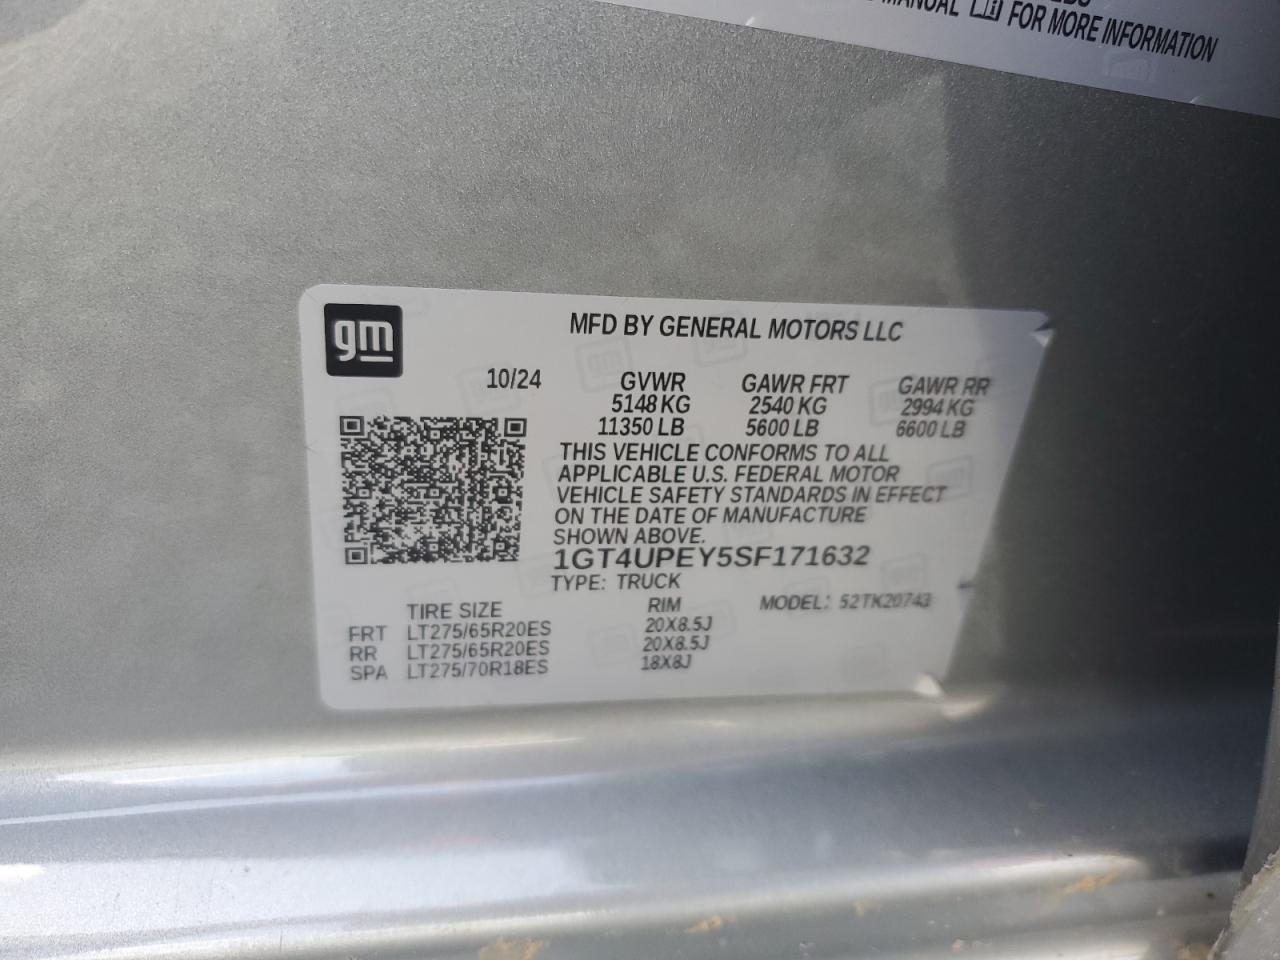 MANUAL FOR MORE INFORMATION
gm
MFD BY GENERAL MOTORS LLC
10/24 GVWR GAWR FRT GAWR RR
5148 KG 2540 KG 2994 KG
11350 LB 5600 LB 6600 LB
THIS VEHICLE CONFORMS TO ALL
APPLICABLE U.S. FEDERAL MOTOR
VEHICLE SAFETY STANDARDS IN EFFECT
ON THE DATE OF MANUFACTURE
SHOWN ABOVE.
1GT4UPEY5SF171632
TYPE: TRUCK
TIRE SIZE RIM MODEL: 52TK20743
FRT LT275/65R20ES 20X8.5J
RR LT275/65R20ES 20X8.5J
SPA LT275/70R18ES 18X8J